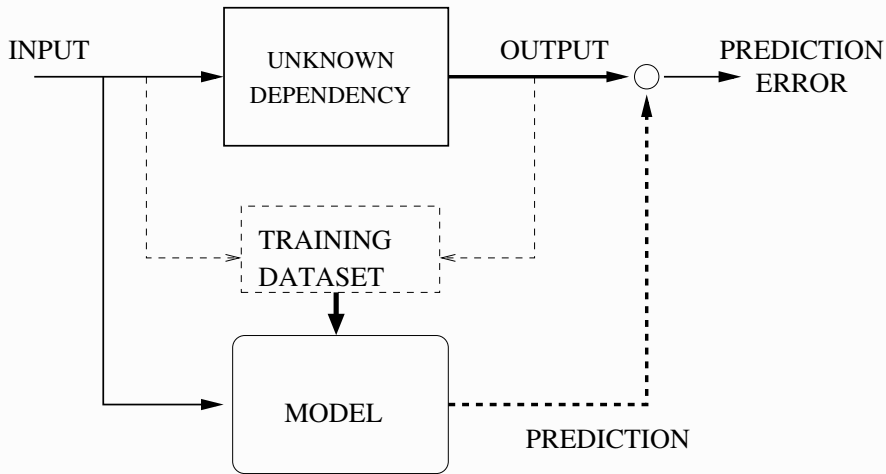 INPUT
UNKNOWN
DEPENDENCY
OUTPUT
PREDICTION
ERROR
TRAINING
DATASET
MODEL
PREDICTION